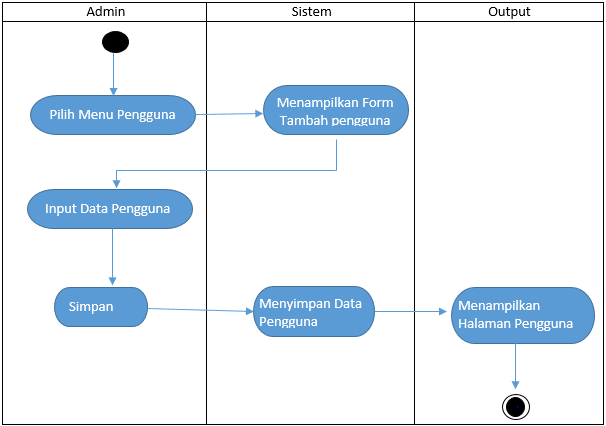 Admin
Sistem
Output
Pilih Menu Pengguna
Menampilkan Form
Tambah pengguna
Input Data Pengguna
Simpan
Menyimpan Data
Pengguna
Menampilkan
Halaman Pengguna